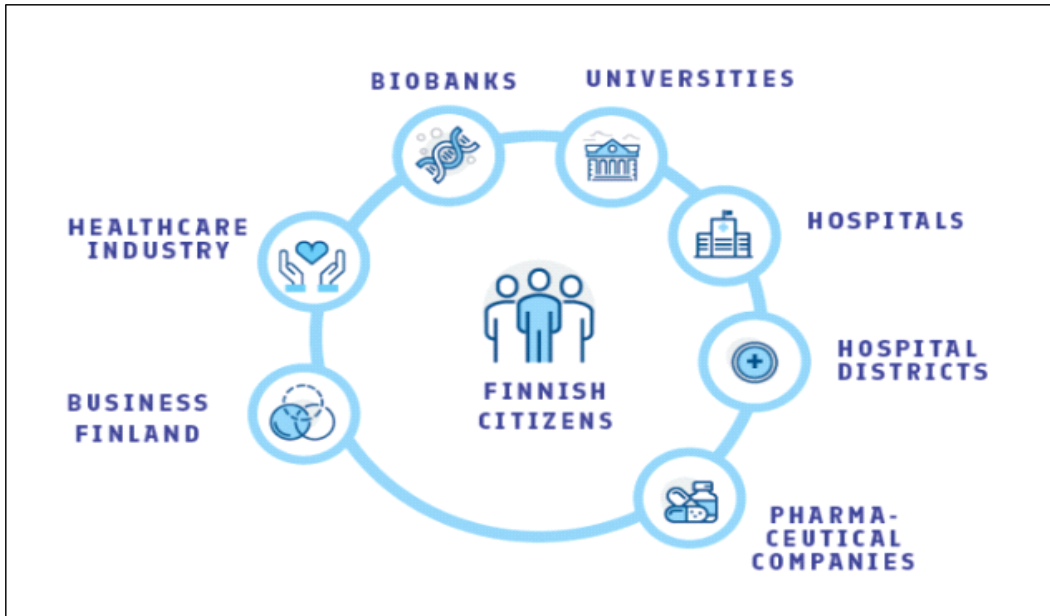 BIOBANKS
UNIVERSITIES
HEALTHCARE
INDUSTRY
HOSPITALS
HOSPITAL
DISTRICTS
FINNISH
CITIZENS
BUSINESS
FINLAND
PHARMA-
CEUTICAL
COMPANIES